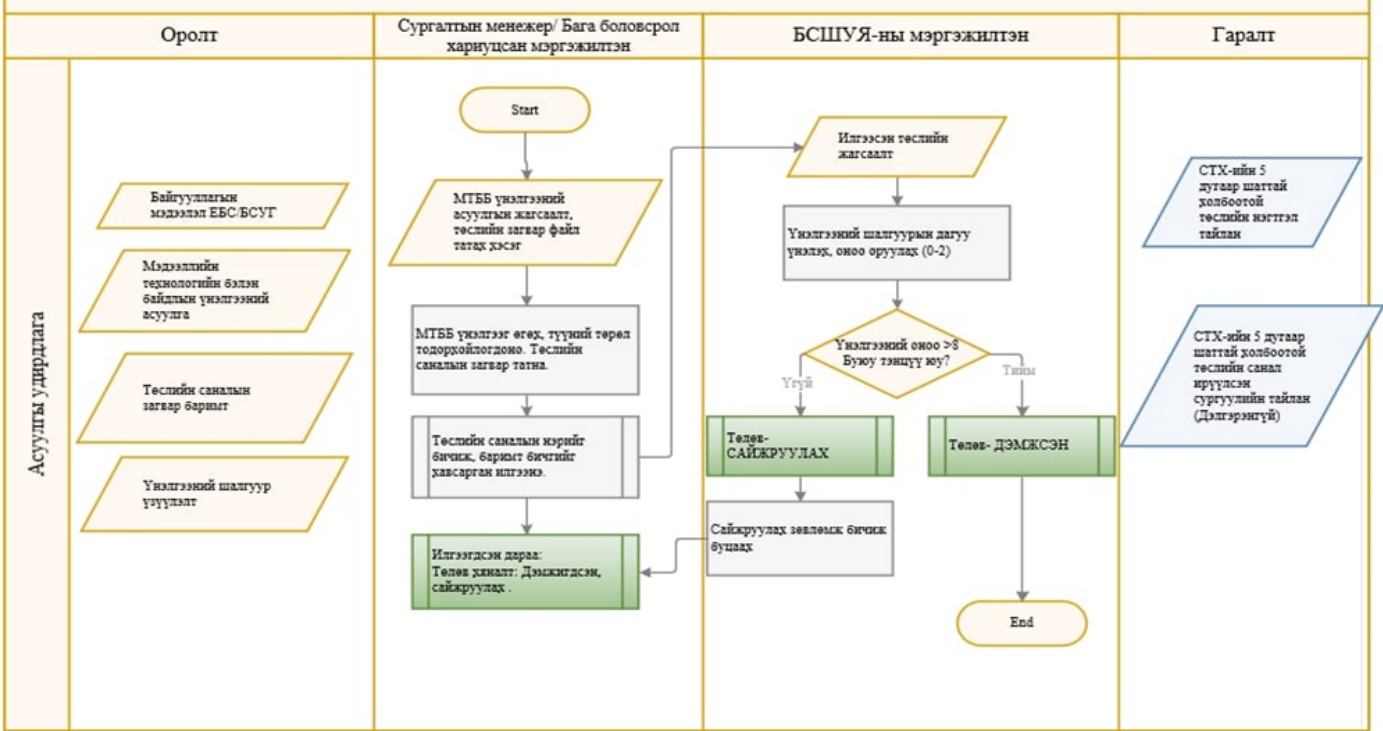 Оролт
Сургалтын менежер/ Бага боловсрол
хариуцсан мэргэжилтэн
БСШУЯ-ны мэргэжилтэн
Гаралт
Асуулгы удирдлага
Байгууллагын
мэдээлэл ЕБС/БСУГ
Мэдээллийн
технологийн бэлэн
байдлын үнэлгээний
асуулга
Төслийн саналын
загвар баримт
Үнэлгээний шалгуур
үзүүлэлт
Start
МТББ үнэлгээний
асуулгын жагсаалт,
төслийн загвар файл
татах хэсэг
МТББ үнэлгээг өгөх, түүний төрөл
тодорхойлогдоно. Төслийн
саналын загвар татна.
Төслийн саналын нэрийг
бичиж, баримт бичгийг
хавсарган илгээнэ.
Илгээгдсэн дараа:
Төлөв хяналт: Дэмжигдсэн,
сайжруулах .
Илгээсэн төслийн
жагсаалт
Үнэлгээний шалгуурын дагуу
үнэлэх, оноо оруулах (0-2)
Үнэлгээний оноо >8
Буюу тэнцүү юу?
Үгүй
Тийм
Төлөв-
САЙЖРУУЛАХ
Төлөв- ДЭМЖСЭН
Сайжруулах зөвлөмж бичиж
буцаах
End
СТХ-ийн 5
дугаар шаттай
холбоотой
төслийн нэгтгэл
тайлан
СТХ-ийн 5 дугаар
шаттай холбоотой
төслийн санал
ирүүлсэн
сургуулийн тайлан
(Дэлгэрэнгүй)